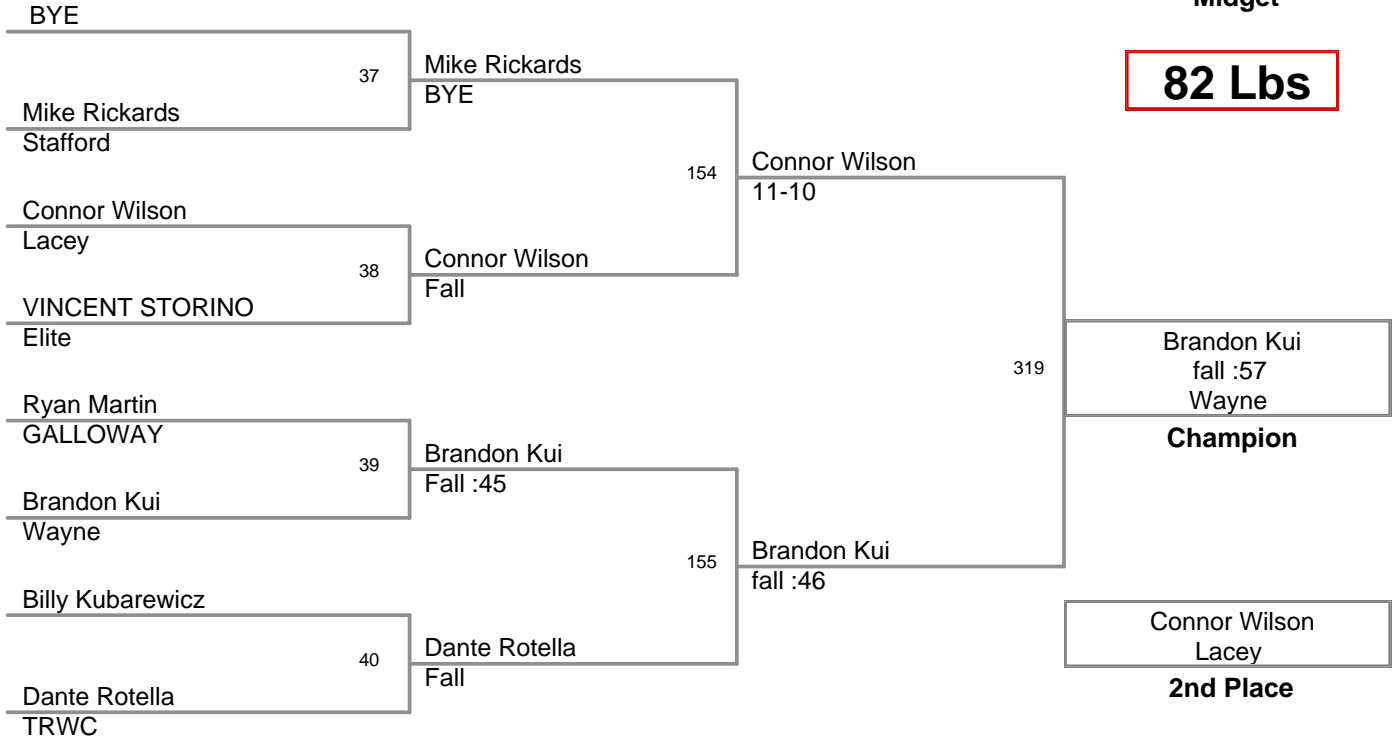 BYE
Midget
82 Lbs
37
Mike Rickards
BYE
Mike Rickards
Stafford
154
Connor Wilson
11-10
Connor Wilson
Lacey
38
Connor Wilson
Fall
VINCENT STORINO
Elite
319
Brandon Kui
fall :57
Wayne
Champion
Ryan Martin
GALLOWAY
39
Brandon Kui
Fall :45
Brandon Kui
Wayne
155
Brandon Kui
fall :46
Billy Kubarewicz
40
Dante Rotella
Fall
Dante Rotella
TRWC
Connor Wilson
Lacey
2nd Place